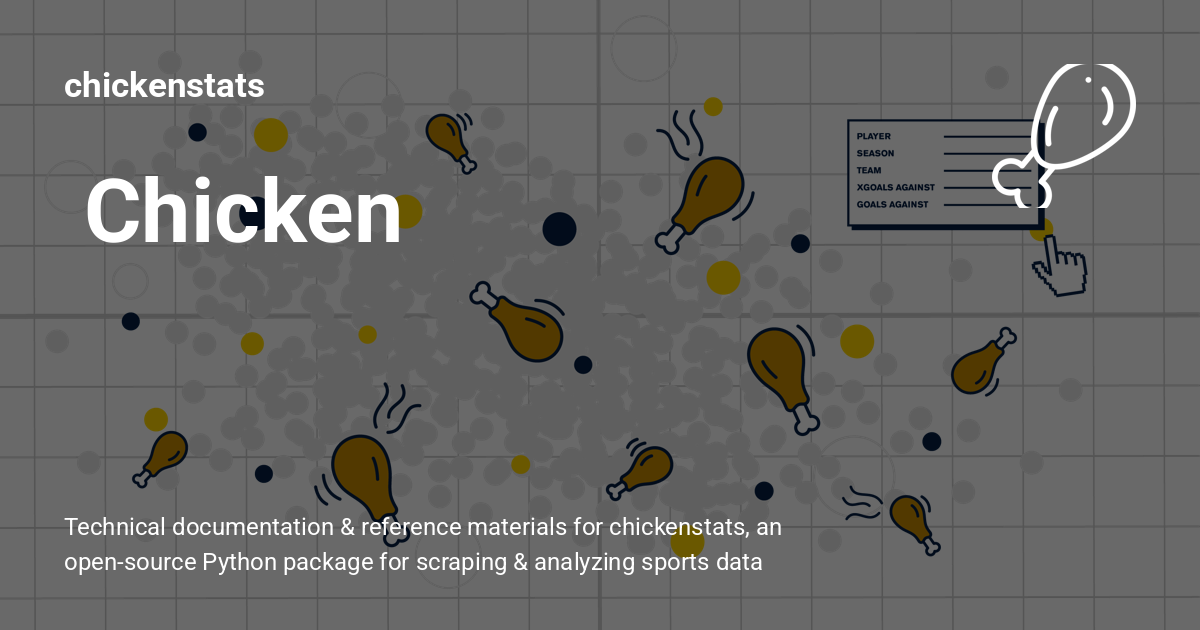 chickenstats
Chicken
PLAYER
SEASON
TEAM
XGOALS AGAINST
GOALS AGAINST
Technical documentation & reference materials for chickenstats, an
open-source Python package for scraping & analyzing sports data